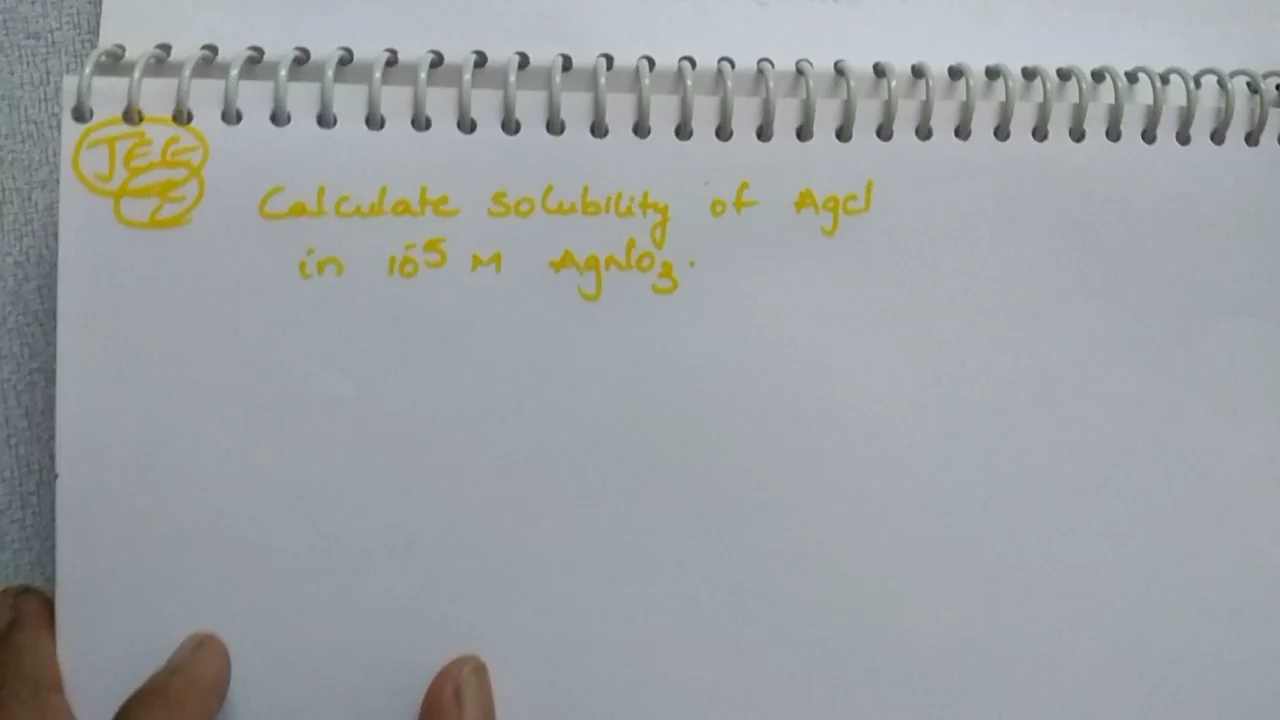 JEE
Calculate solubility of AgCl
in 10⁻⁵ M AgNO₃.